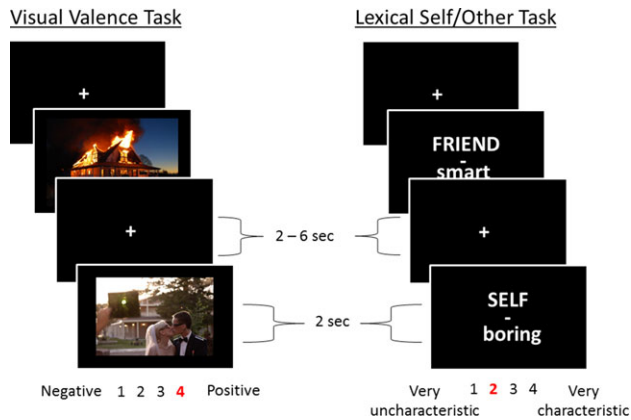 Visual Valence Task
Lexical Self/Other Task
+
+
FRIEND
-
smart
+
+
2 – 6 sec
SELF
-
boring
2 sec
Negative 1 2 3 4 Positive
Very uncharacteristic 1 2 3 4 Very characteristic